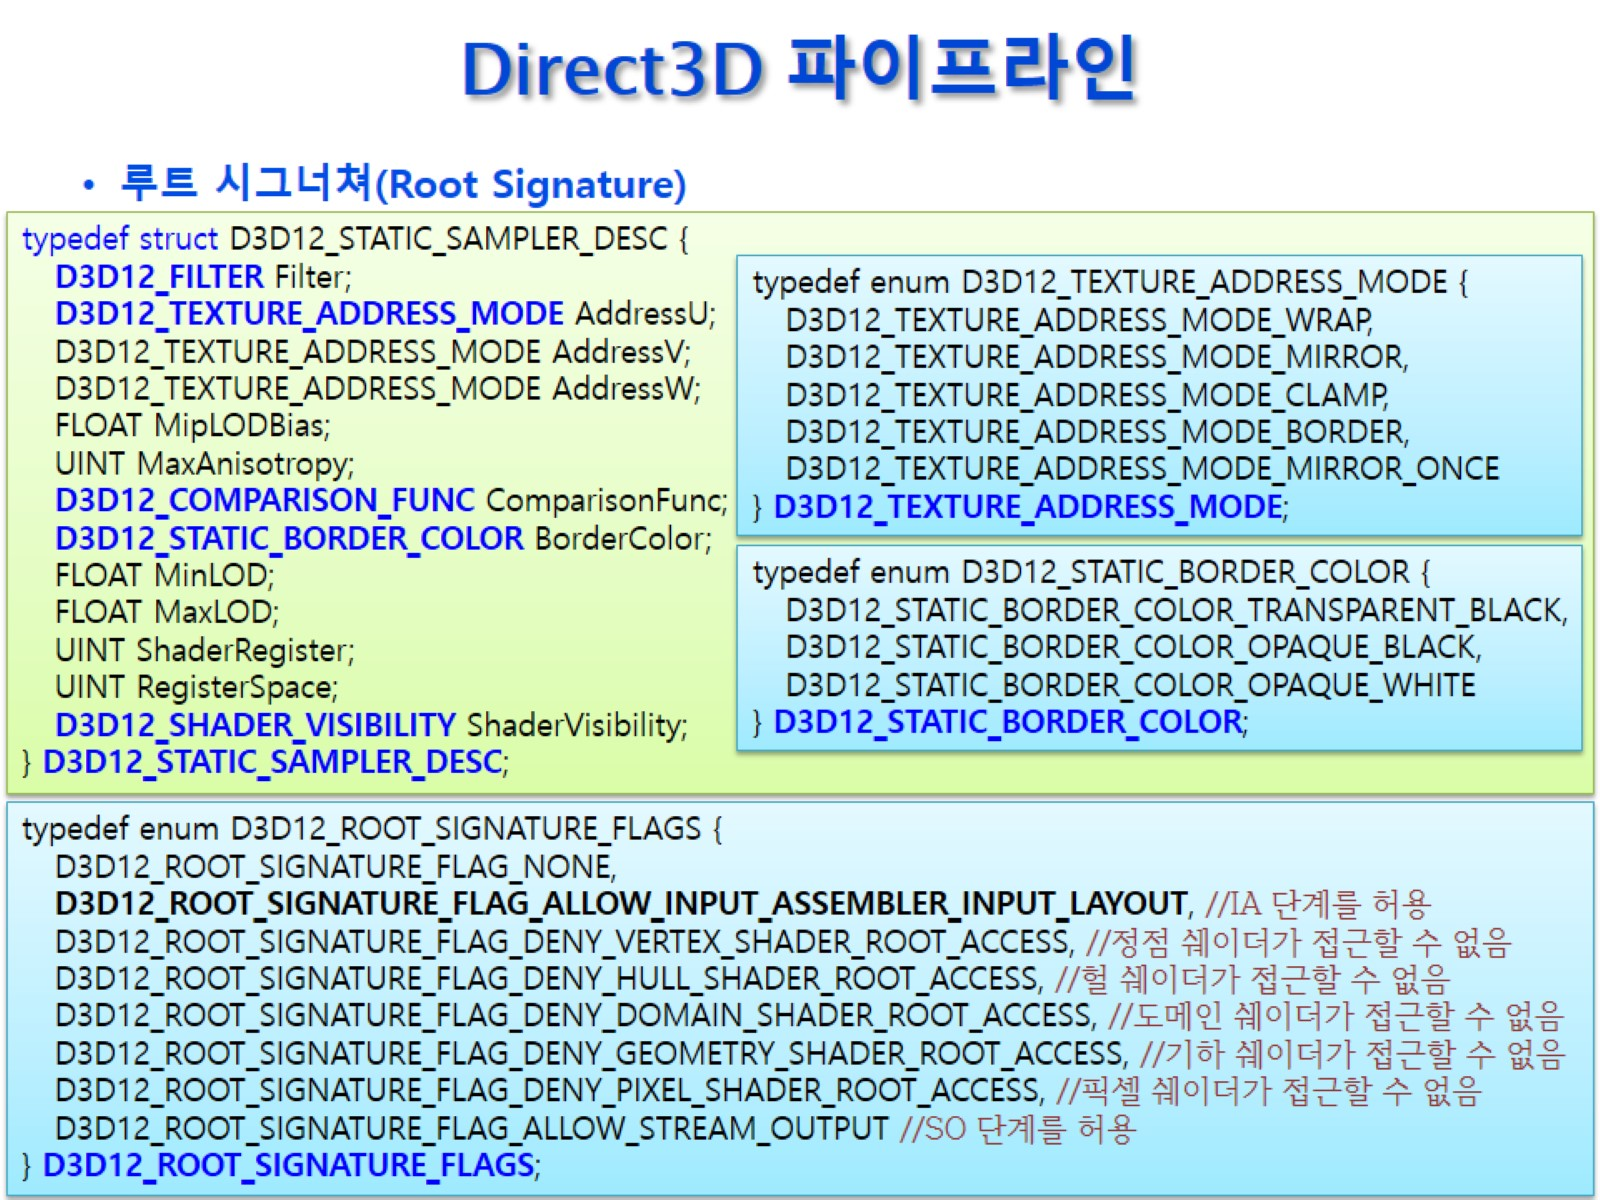 Direct3D 파이프라인
• 루트 시그너쳐(Root Signature)
typedef struct D3D12_STATIC_SAMPLER_DESC {
D3D12_FILTER Filter;
D3D12_TEXTURE_ADDRESS_MODE AddressU;
D3D12_TEXTURE_ADDRESS_MODE AddressV;
D3D12_TEXTURE_ADDRESS_MODE AddressW;
FLOAT MipLODBias;
UINT MaxAnisotropy;
D3D12_COMPARISON_FUNC ComparisonFunc;
D3D12_STATIC_BORDER_COLOR BorderColor;
FLOAT MinLOD;
FLOAT MaxLOD;
UINT ShaderRegister;
UINT RegisterSpace;
D3D12_SHADER_VISIBILITY ShaderVisibility;
} D3D12_STATIC_SAMPLER_DESC;
typedef enum D3D12_TEXTURE_ADDRESS_MODE {
D3D12_TEXTURE_ADDRESS_MODE_WRAP,
D3D12_TEXTURE_ADDRESS_MODE_MIRROR,
D3D12_TEXTURE_ADDRESS_MODE_CLAMP,
D3D12_TEXTURE_ADDRESS_MODE_BORDER,
D3D12_TEXTURE_ADDRESS_MODE_MIRROR_ONCE
} D3D12_TEXTURE_ADDRESS_MODE;
typedef enum D3D12_STATIC_BORDER_COLOR {
D3D12_STATIC_BORDER_COLOR_TRANSPARENT_BLACK,
D3D12_STATIC_BORDER_COLOR_OPAQUE_BLACK,
D3D12_STATIC_BORDER_COLOR_OPAQUE_WHITE
} D3D12_STATIC_BORDER_COLOR;
typedef enum D3D12_ROOT_SIGNATURE_FLAGS {
D3D12_ROOT_SIGNATURE_FLAG_NONE,
D3D12_ROOT_SIGNATURE_FLAG_ALLOW_INPUT_ASSEMBLER_INPUT_LAYOUT, //IA 단계를 허용
D3D12_ROOT_SIGNATURE_FLAG_DENY_VERTEX_SHADER_ROOT_ACCESS, //정점 쉐이더가 접근할 수 없음
D3D12_ROOT_SIGNATURE_FLAG_DENY_HULL_SHADER_ROOT_ACCESS, //헐 쉐이더가 접근할 수 없음
D3D12_ROOT_SIGNATURE_FLAG_DENY_DOMAIN_SHADER_ROOT_ACCESS, //도메인 쉐이더가 접근할 수 없음
D3D12_ROOT_SIGNATURE_FLAG_DENY_GEOMETRY_SHADER_ROOT_ACCESS, //기하 쉐이더가 접근할 수 없음
D3D12_ROOT_SIGNATURE_FLAG_DENY_PIXEL_SHADER_ROOT_ACCESS, //픽셀 쉐이더가 접근할 수 없음
D3D12_ROOT_SIGNATURE_FLAG_ALLOW_STREAM_OUTPUT //SO 단계를 허용
} D3D12_ROOT_SIGNATURE_FLAGS;